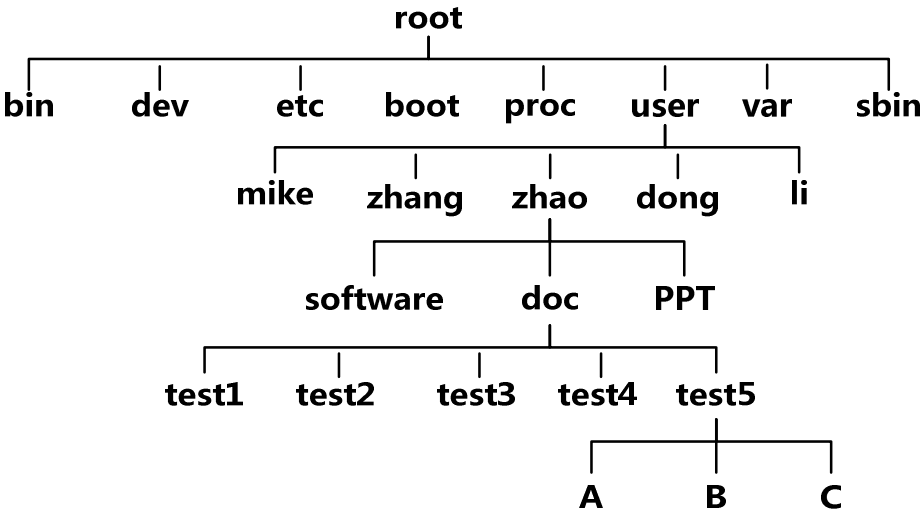 root
bin dev etc boot proc user var sbin
mike zhang zhao dong li
software doc PPT
test1 test2 test3 test4 test5
A B C